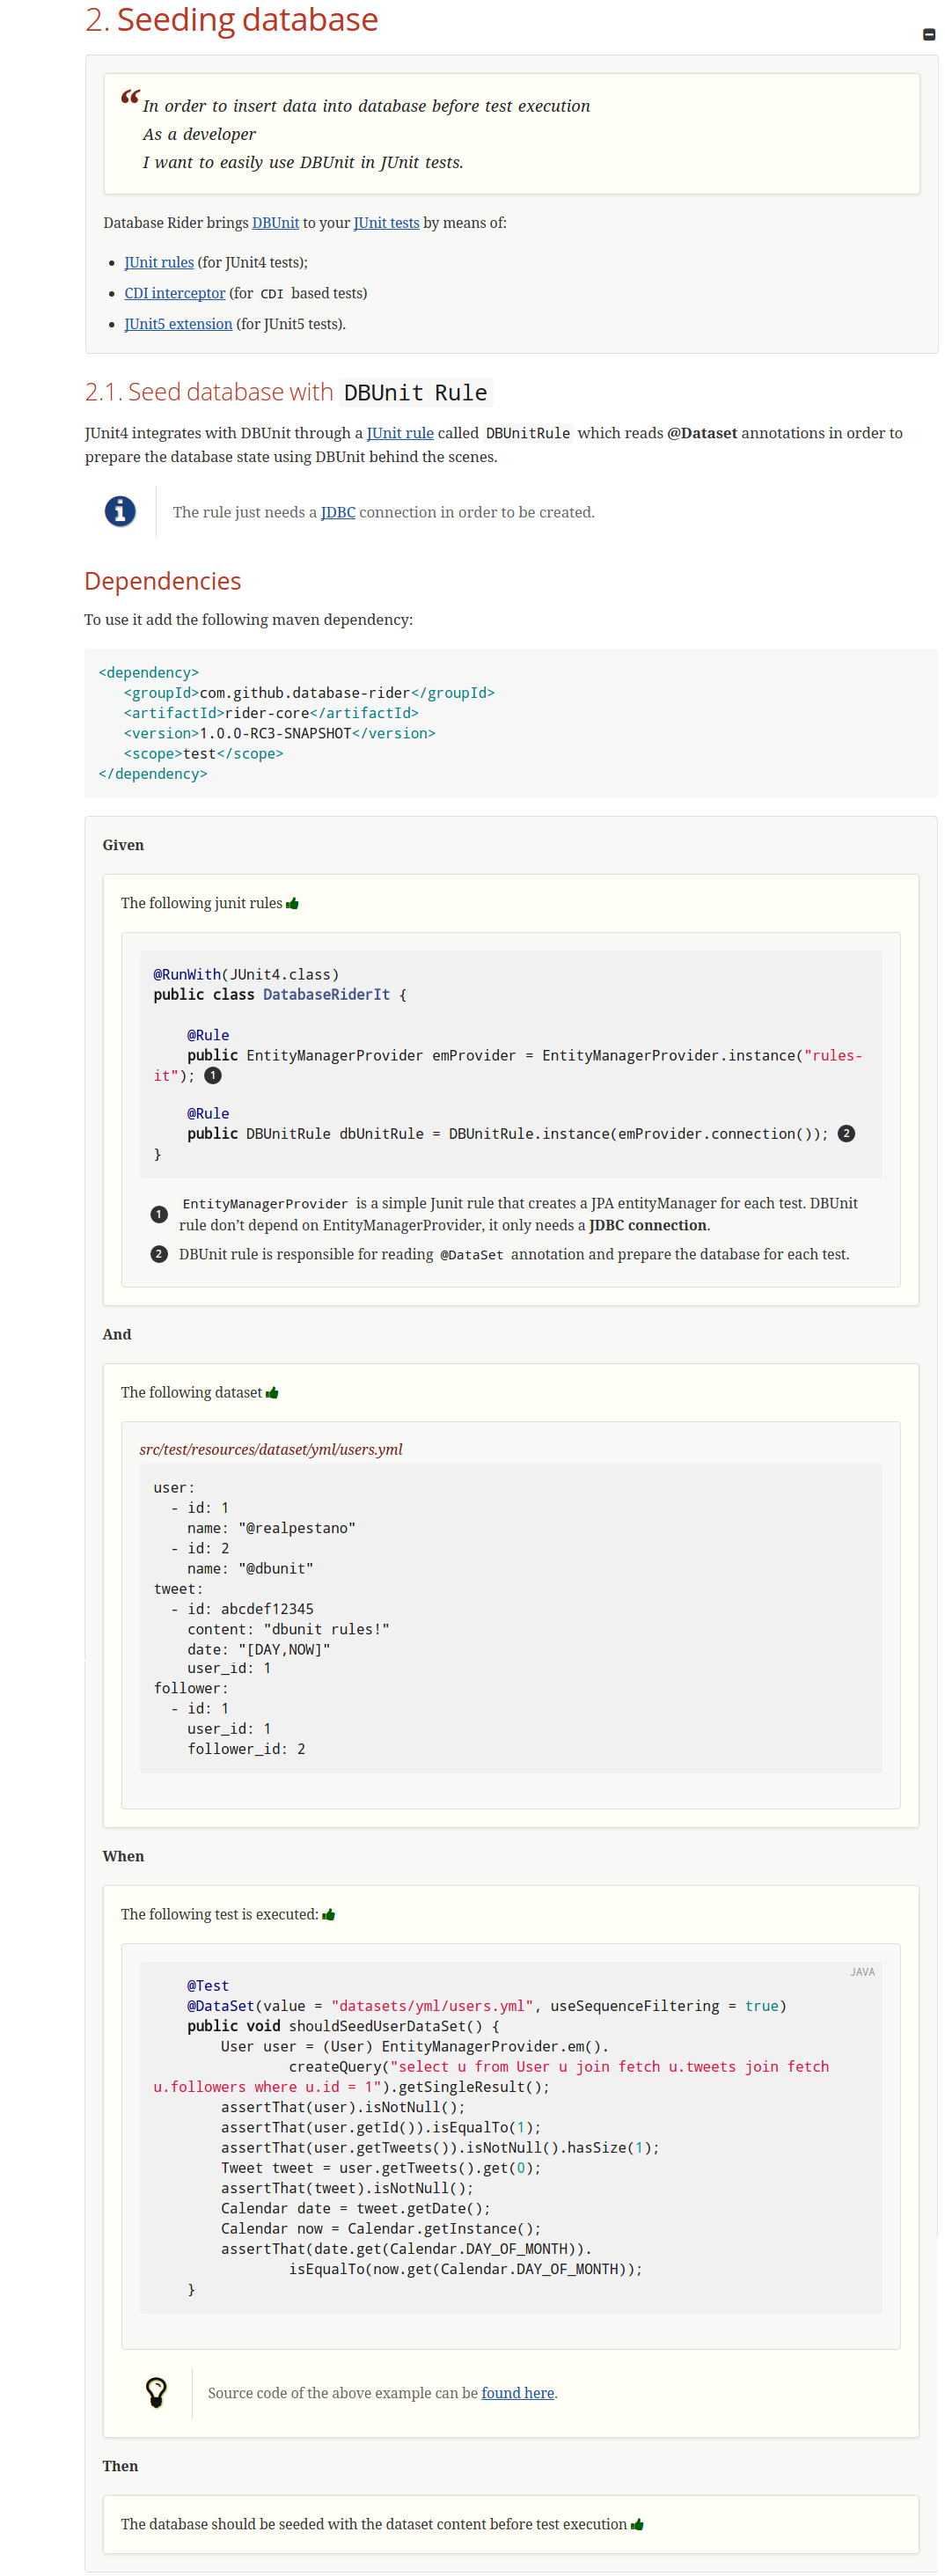 2. Seeding database
“ In order to insert data into database before test execution
As a developer
I want to easily use DBUnit in JUnit tests.
Database Rider brings DBUnit to your JUnit tests by means of:
• JUnit rules (for JUnit4 tests);
• CDI interceptor (for CDI based tests)
• JUnit5 extension (for JUnit5 tests).
2.1. Seed database with DBUnit Rule
JUnit4 integrates with DBUnit through a JUnit rule called DBUnitRule which reads @Dataset annotations in order to
prepare the database state using DBUnit behind the scenes.
The rule just needs a JDBC connection in order to be created.
Dependencies
To use it add the following maven dependency:
<dependency>
   <groupId>com.github.database-rider</groupId>
   <artifactId>rider-core</artifactId>
   <version>1.0.0-RC3-SNAPSHOT</version>
   <scope>test</scope>
</dependency>
Given
The following junit rules
@RunWith(JUnit4.class)
public class DatabaseRiderIt {
    @Rule
    public EntityManagerProvider emProvider = EntityManagerProvider.instance("rules-
it"); 1
    @Rule
    public DBUnitRule dbUnitRule = DBUnitRule.instance(emProvider.connection()); 2
}
1 EntityManagerProvider is a simple Junit rule that creates a JPA entityManager for each test. DBUnit
rule don’t depend on EntityManagerProvider, it only needs a JDBC connection.
2 DBUnit rule is responsible for reading @DataSet annotation and prepare the database for each test.
And
The following dataset
src/test/resources/dataset/yml/users.yml
user:
  - id: 1
    name: "@realpestano"
  - id: 2
    name: "@dbunit"
tweet:
  - id: abcdef12345
    content: "dbunit rules!"
    date: "[DAY,NOW]"
    user_id: 1
follower:
  - id: 1
    user_id: 1
    follower_id: 2
When
The following test is executed:
JAVA
    @Test
    @DataSet(value = "datasets/yml/users.yml", useSequenceFiltering = true)
    public void shouldSeedUserDataSet() {
        User user = (User) EntityManagerProvider.em().
                createQuery("select u from User u join fetch u.tweets join fetch
u.followers where u.id = 1").getSingleResult();
        assertThat(user).isNotNull();
        assertThat(user.getId()).isEqualTo(1);
        assertThat(user.getTweets()).isNotNull().hasSize(1);
        Tweet tweet = user.getTweets().get(0);
        assertThat(tweet).isNotNull();
        Calendar date = tweet.getDate();
        Calendar now = Calendar.getInstance();
        assertThat(date.get(Calendar.DAY_OF_MONTH)).
                isEqualTo(now.get(Calendar.DAY_OF_MONTH));
    }
Source code of the above example can be found here.
Then
The database should be seeded with the dataset content before test execution